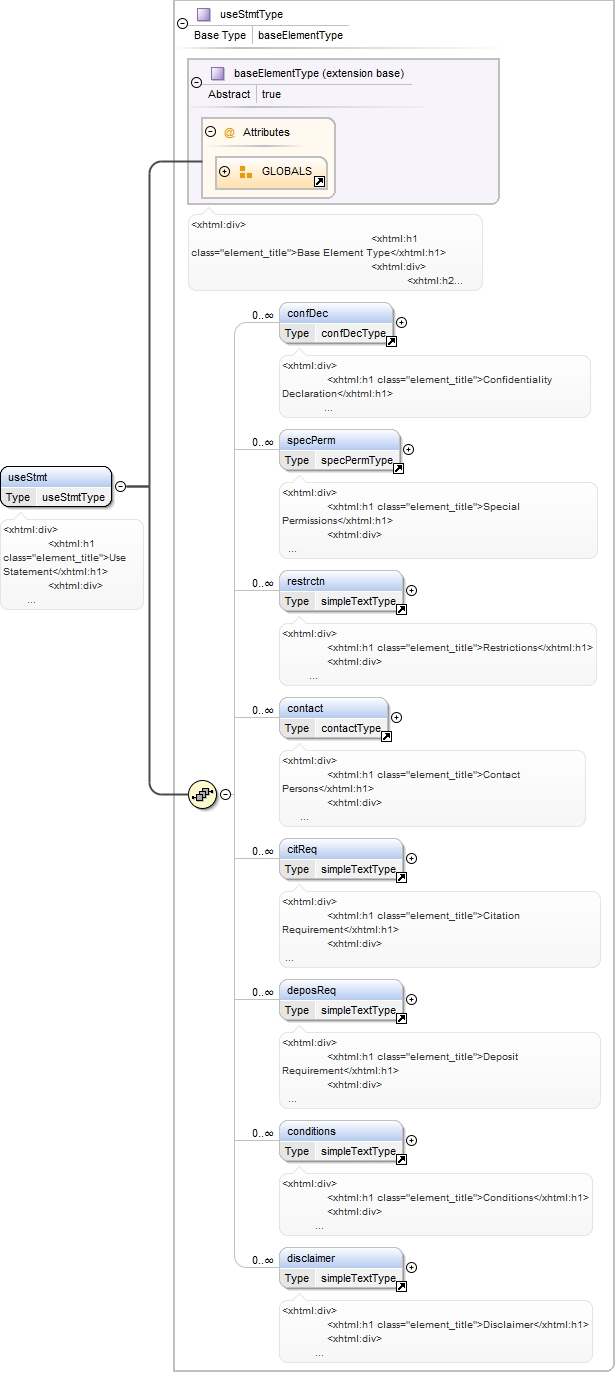 useStmtType
Base Type baseElementType
baseElementType (extension base)
Abstract true
@ Attributes
GLOBALS
<xhtml:div>
<xhtml:h1
class="element_title">Base Element Type</xhtml:h1>
<xhtml:div>
<xhtml:h2...
0..∞ confDec
Type confDecType
<xhtml:div>
<xhtml:h1 class="element_title">Confidentiality
Declaration</xhtml:h1>
...
0..∞ specPerm
Type specPermType
useStmt
Type useStmtType
<xhtml:div>
<xhtml:h1
class="element_title">Use
Statement</xhtml:h1>
<xhtml:div>
...
<xhtml:div>
<xhtml:h1 class="element_title">Special
Permissions</xhtml:h1>
<xhtml:div>
...
0..∞ restrctn
Type simpleTextType
<xhtml:div>
<xhtml:h1 class="element_title">Restrictions</xhtml:h1>
<xhtml:div>
...
0..∞ contact
Type contactType
<xhtml:div>
<xhtml:h1 class="element_title">Contact
Persons</xhtml:h1>
<xhtml:div>
...
0..∞ citReq
Type simpleTextType
<xhtml:div>
<xhtml:h1 class="element_title">Citation
Requirement</xhtml:h1>
<xhtml:div>
...
0..∞ deposReq
Type simpleTextType
<xhtml:div>
<xhtml:h1 class="element_title">Deposit
Requirement</xhtml:h1>
<xhtml:div>
...
0..∞ conditions
Type simpleTextType
<xhtml:div>
<xhtml:h1 class="element_title">Conditions</xhtml:h1>
<xhtml:div>
...
0..∞ disclaimer
Type simpleTextType
<xhtml:div>
<xhtml:h1 class="element_title">Disclaimer</xhtml:h1>
<xhtml:div>
...